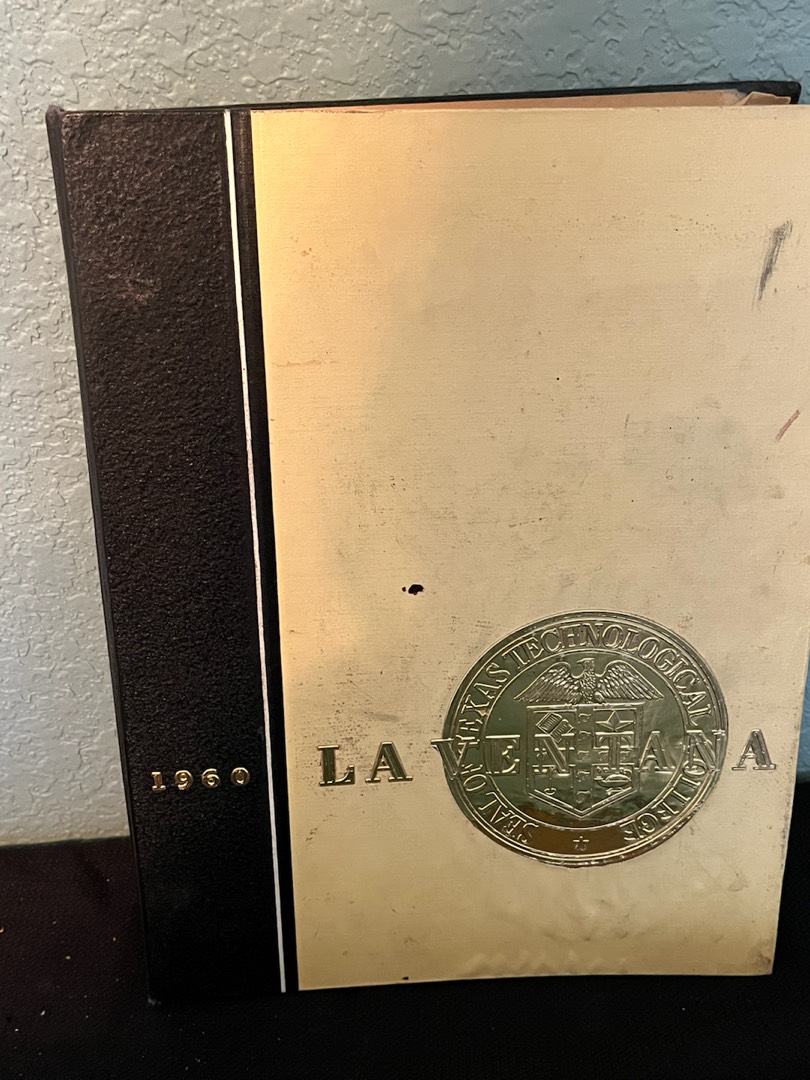 1960
LA VENTANA
SEAL OF TEXAS TECHNOLOGICAL COLLEGE